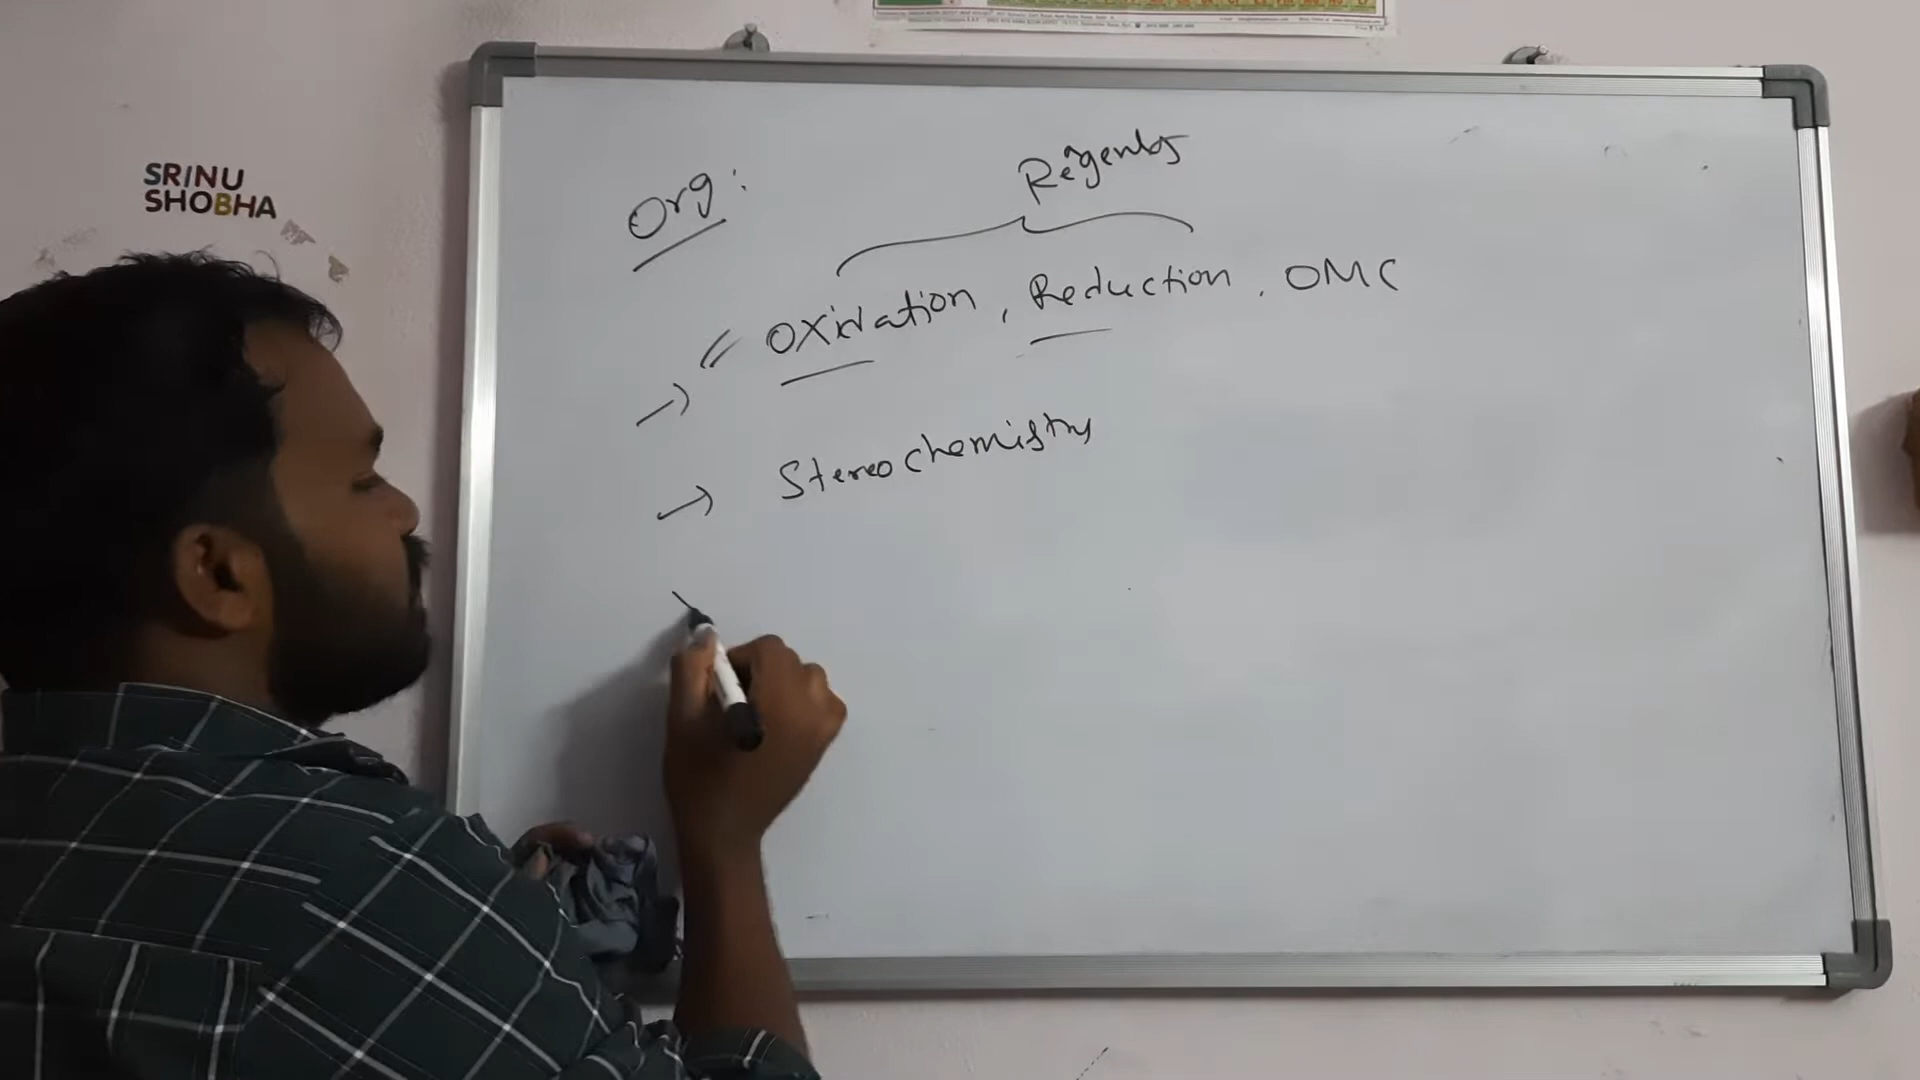 SRINU
SHOBHA
Org:
Regents
→ Oxidation, Reduction, OMC
→ Stereochemistry